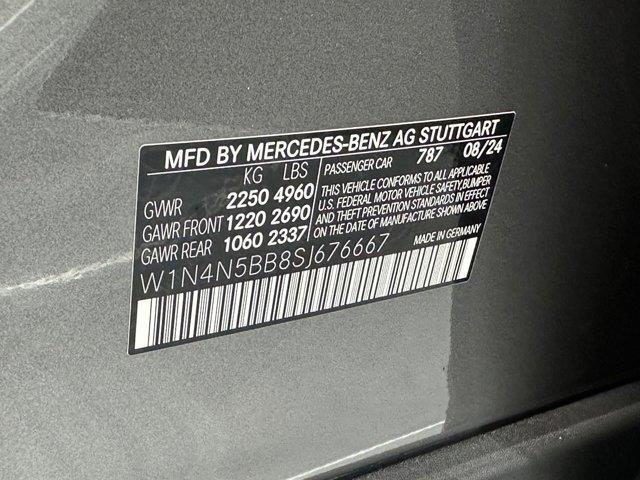 MFD BY MERCEDES-BENZ AG STUTTGART
KG LBS PASSENGER CAR 787 08/24
GVWR 2250 4960
GAWR FRONT 1220 2690
GAWR REAR 1060 2337
THIS VEHICLE CONFORMS TO ALL APPLICABLE
U.S. FEDERAL MOTOR VEHICLE SAFETY,BUMPER
AND THEFT PREVENTION STANDARDS IN EFFECT
ON THE DATE OF MANUFACTURE SHOWN ABOVE
W1N4N5BB8SJ676667 MADE IN GERMANY